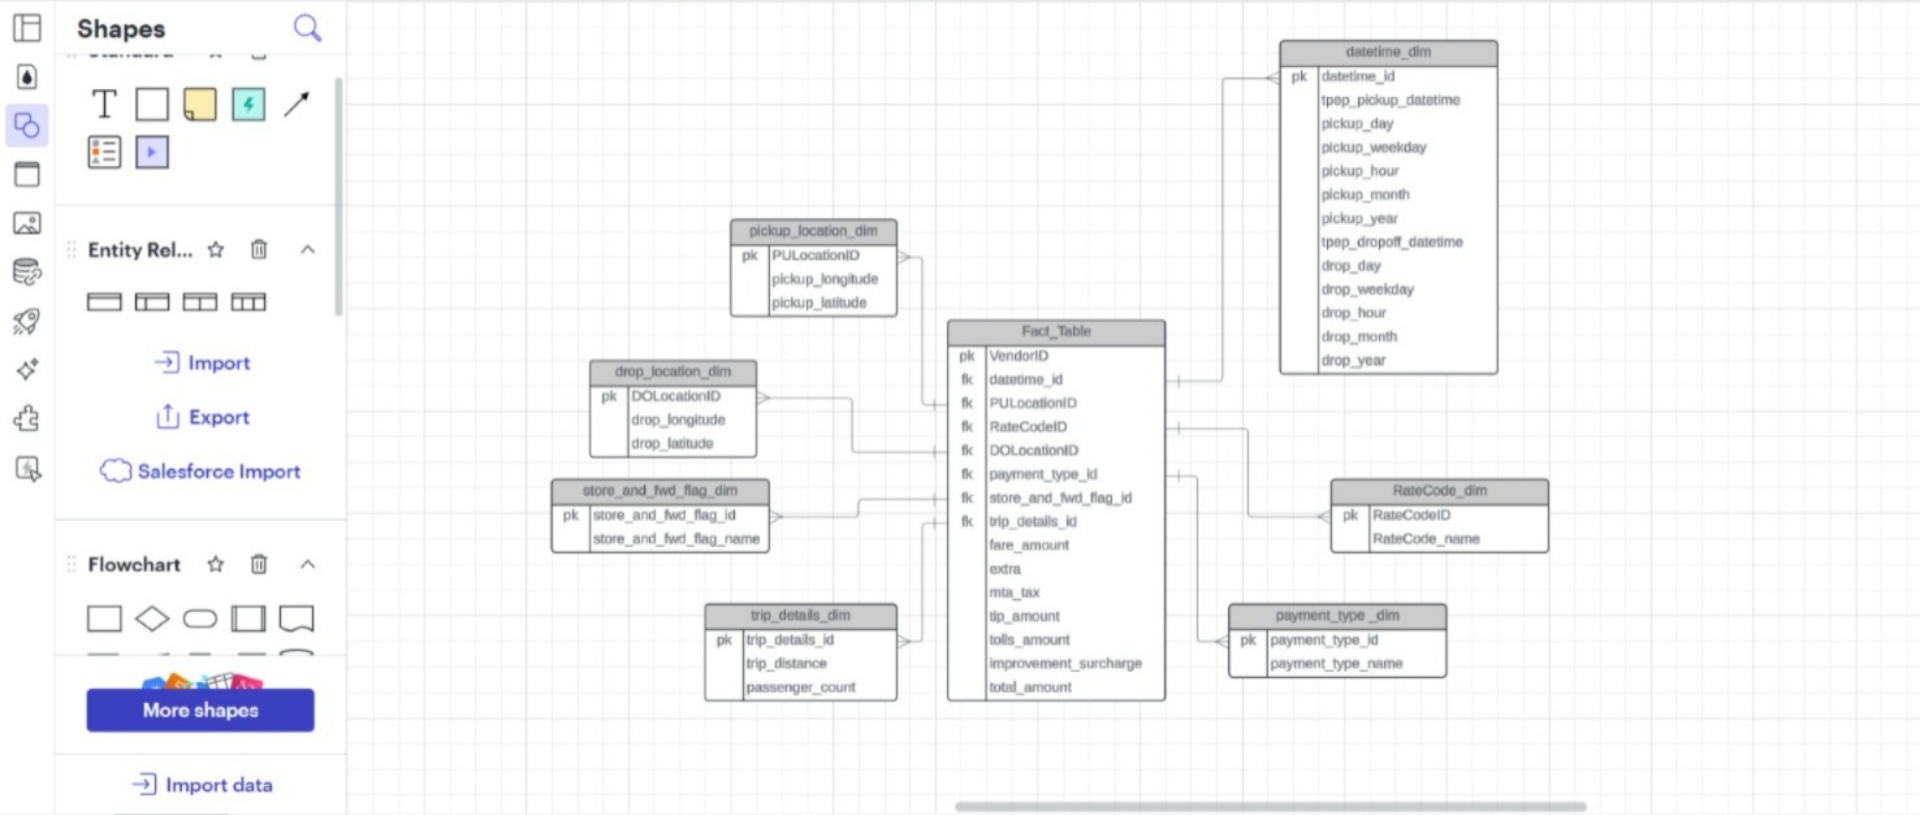 Shapes
Standard
T
Entity Rel...
Import
Export
Salesforce Import
Flowchart
More shapes
Import data
datetime_dim
pk datetime_id
tpep_pickup_datetime
pickup_day
pickup_weekday
pickup_hour
pickup_month
pickup_year
tpep_dropoff_datetime
drop_day
drop_weekday
drop_hour
drop_month
drop_year
pickup_location_dim
pk PULocationID
pickup_longitude
pickup_latitude
drop_location_dim
pk DOLocationID
drop_longitude
drop_latitude
store_and_fwd_flag_dim
pk store_and_fwd_flag_id
store_and_fwd_flag_name
trip_details_dim
pk trip_details_id
trip_distance
passenger_count
Fact_Table
pk VendorID
fk datetime_id
fk PULocationID
fk RateCodeID
fk DOLocationID
fk payment_type_id
fk store_and_fwd_flag_id
fk trip_details_id
fare_amount
extra
mta_tax
tip_amount
tolls_amount
improvement_surcharge
total_amount
RateCode_dim
pk RateCodeID
RateCode_name
payment_type _dim
pk payment_type_id
payment_type_name